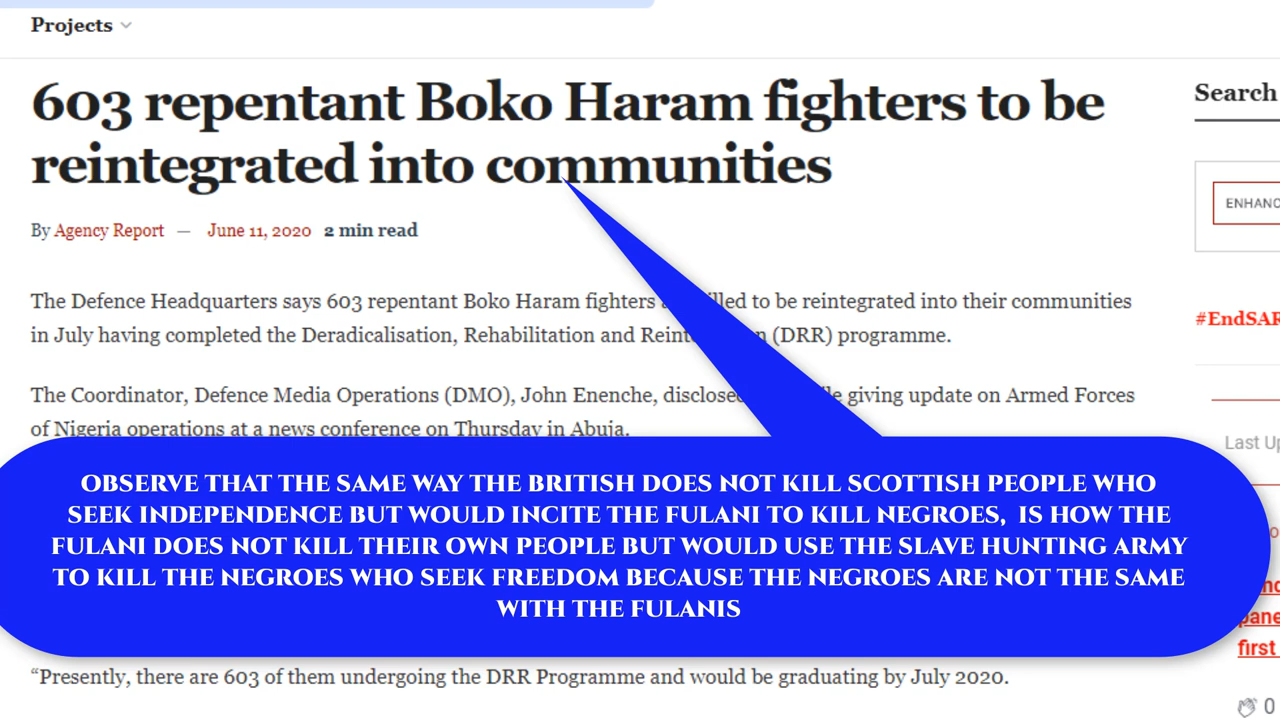 Projects
603 repentant Boko Haram fighters to be
Search
reintegrated into communities
ENHANC
By Agency Report — June 11, 2020 2 min read
The Defence Headquarters says 603 repentant Boko Haram fighters to be reintegrated into their communities
#EndSAR
in July having completed the Deradicalisation, Rehabilitation and (DRR) programme.
The Coordinator, Defence Media Operations (DMO), John Enenche, giving update on Armed Forces
of Nigeria operations at a news conference on Thursday in Abuja.
Last Up
OBSERVE THAT THE SAME WAY THE BRITISH DOES NOT KILL SCOTTISH PEOPLE WHO
SEEK INDEPENDENCE BUT WOULD INCITE THE FULANI TO KILL NEGROES, IS HOW THE
FULANI DOES NOT KILL THEIR OWN PEOPLE BUT WOULD USE THE SLAVE HUNTING ARMY
TO KILL THE NEGROES WHO SEEK FREEDOM BECAUSE THE NEGROES ARE NOT THE SAME
WITH THE FULANIS
first
“Presently, there are 603 of them undergoing the DRR Programme and would be graduating by July 2020.
0